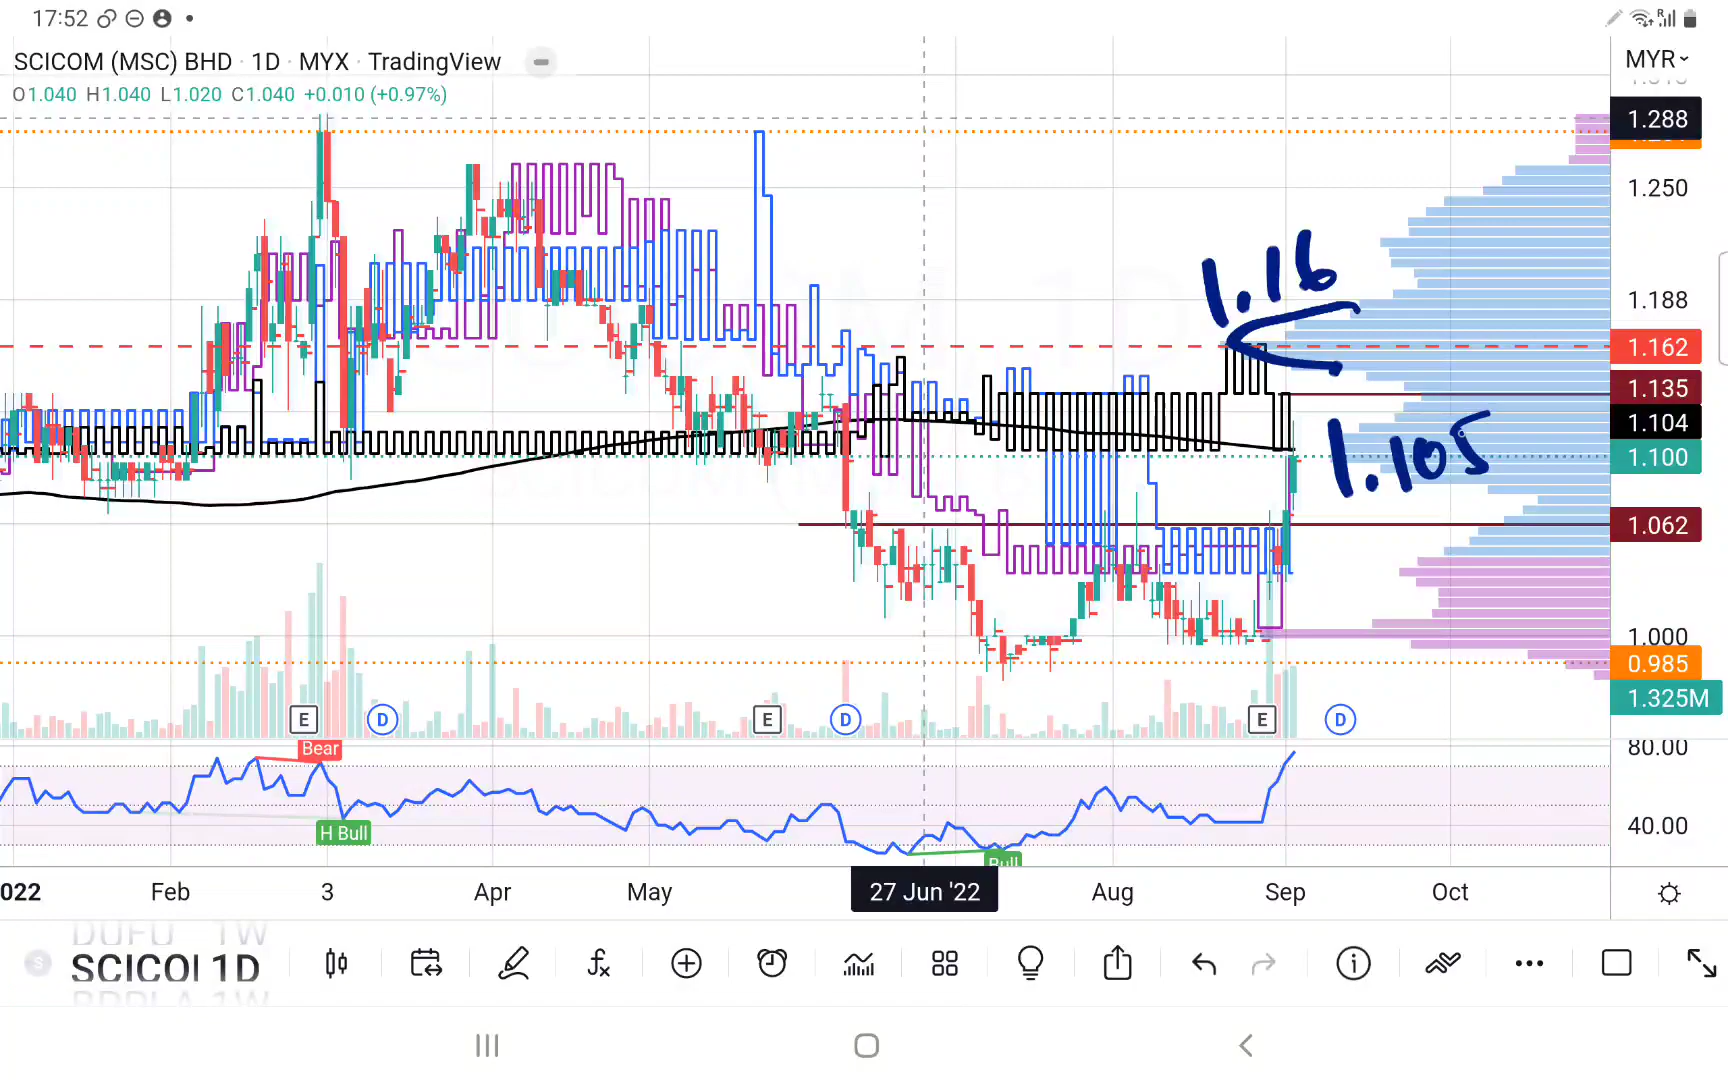 17:52
SCICOM (MSC) BHD · 1D · MYX · TradingView
MYR
O1.040 H1.040 L1.020 C1.040 +0.010 (+0.97%)
1.288
1.250
1.16
1.188
1.162
1.135
1.104
1.105
1.100
1.062
1.000
0.985
1.325M
E D E D E D
Bear
80.00
H Bull
40.00
Bull
022 Feb 3 Apr May 27 Jun '22 Aug Sep Oct
DUFU 1W
S SCICOI 1D